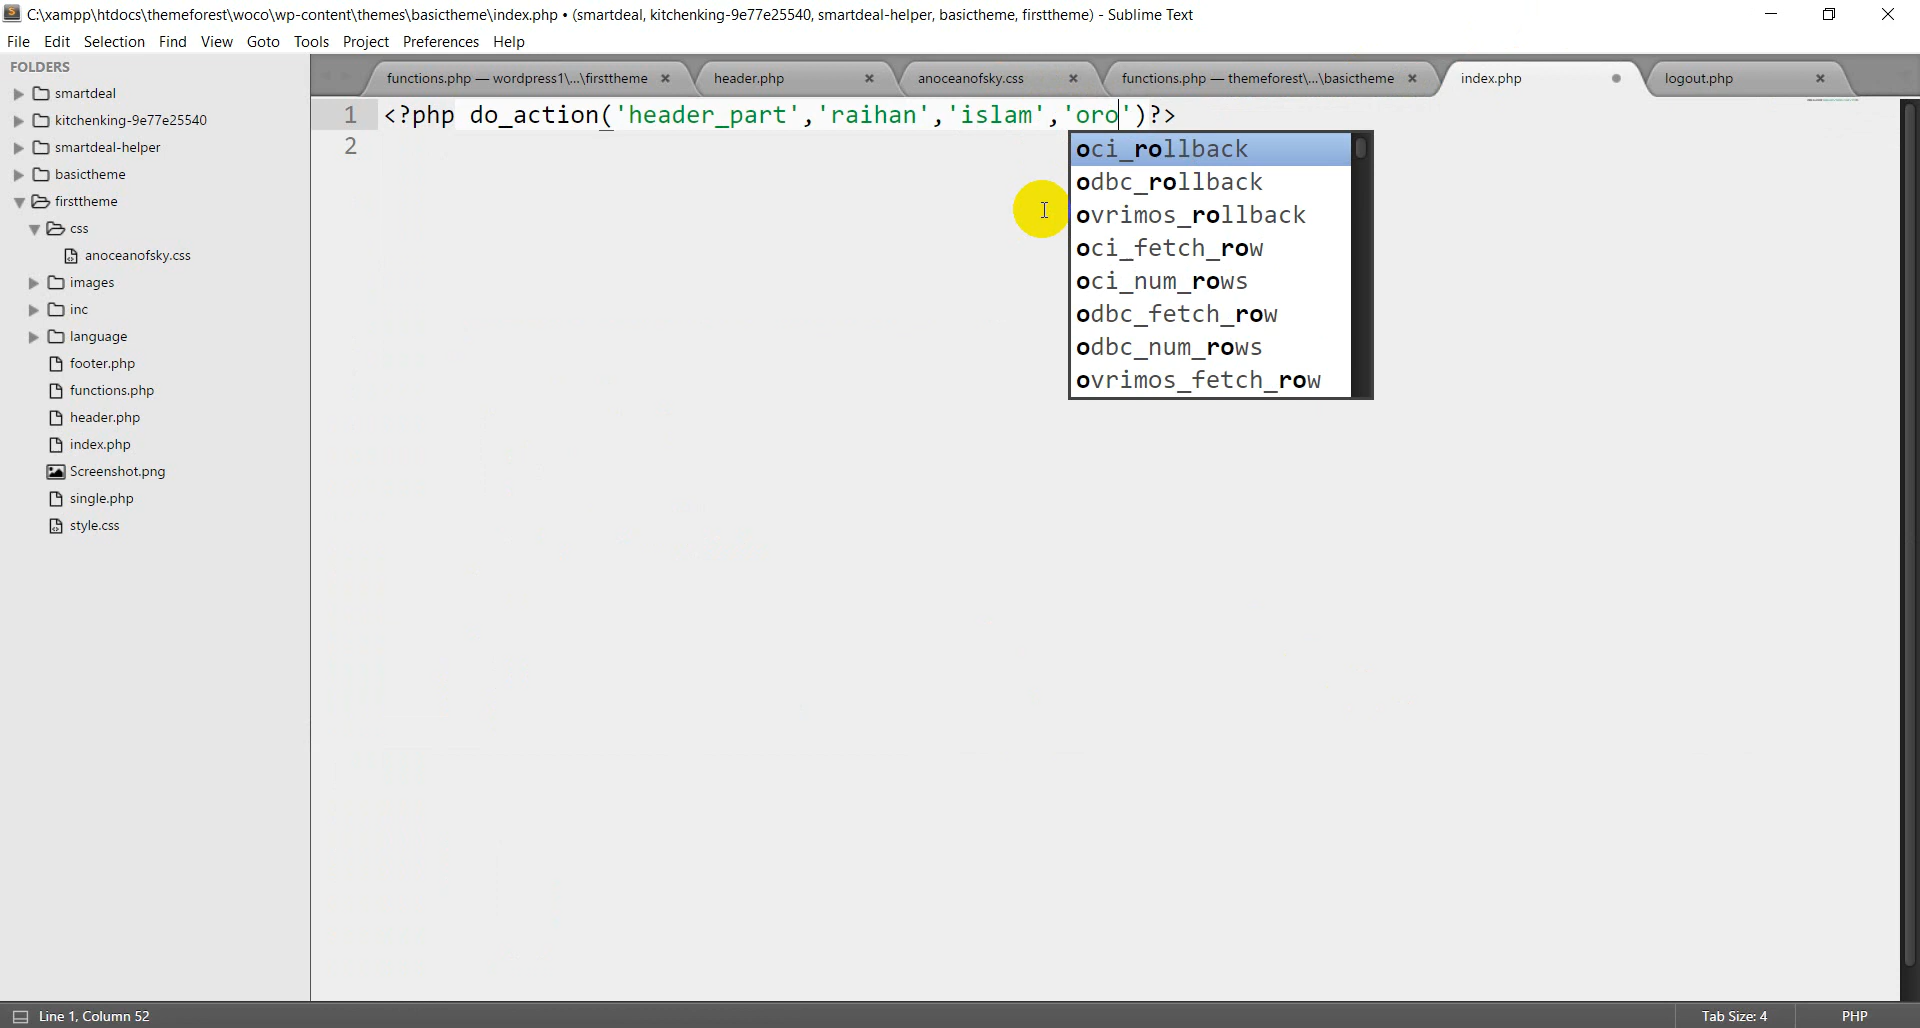 C:\xampp\htdocs\themeforest\woco\wp-content\themes\basictheme\index.php • (smartdeal, kitchenking-9e77e25540, smartdeal-helper, basictheme, firsttheme) - Sublime Text
File Edit Selection Find View Goto Tools Project Preferences Help
FOLDERS
smartdeal
kitchenking-9e77e25540
smartdeal-helper
basictheme
firsttheme
css
anoceanofsky.css
images
inc
language
footer.php
functions.php
header.php
index.php
Screenshot.png
single.php
style.css
functions.php — wordpress1\...\firsttheme
header.php
anoceanofsky.css
functions.php — themeforest\...\basictheme
index.php
logout.php
1 <?php do_action('header_part','raihan','islam','oro')?>
2
oci_rollback
odbc_rollback
ovrimos_rollback
oci_fetch_row
oci_num_rows
odbc_fetch_row
odbc_num_rows
ovrimos_fetch_row
Line 1, Column 52
Tab Size: 4
PHP